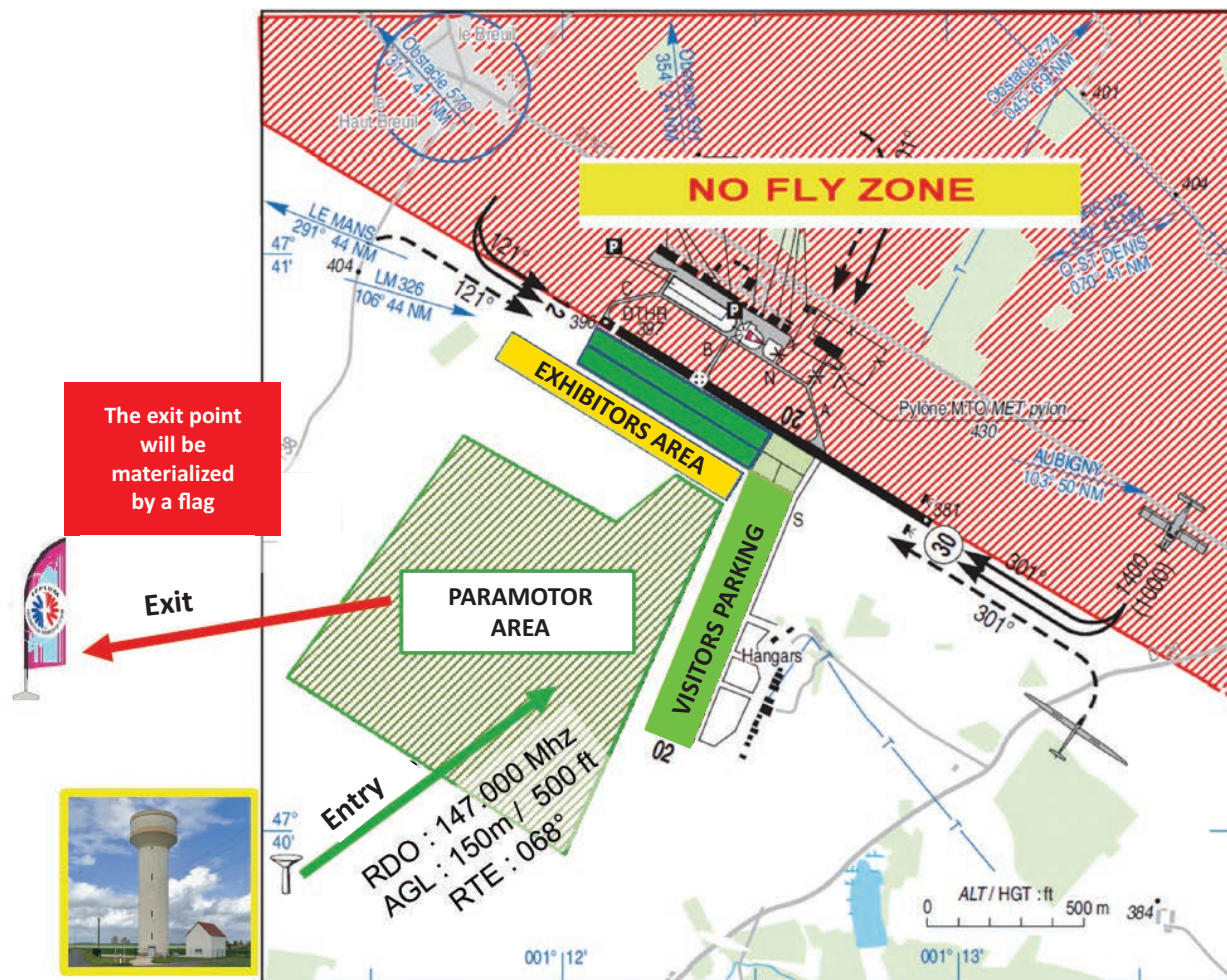 le Breuil
Haut Breuil
Obstacle 570
317° 4.1 NM
354° 2.4 NM
Obstacle 774
045° 6.9 NM
401
404
NO FLY ZONE
LE MANS
291° 44 NM
47°
41'
404
LM 326
106° 44 NM
121°
121°
070° 41 NM
P
P
C
DTHR
397
396
B
N
A
20
S
2
Pylône MTO/MET pylon
430
AUBIGNY
103° 50 NM
381
30
301°
301°
1400
(1000)
EXHIBITORS AREA
VISITORS PARKING
02
Hangars
The exit point
will be
materialized
by a flag
Exit
PARAMOTOR
AREA
Entry
RDO : 147.000 Mhz
AGL : 150m / 500 ft
RTE : 068°
47°
40'
T
T
T
ALT / HGT : ft
0
500 m
384
001° 12'
001° 13'